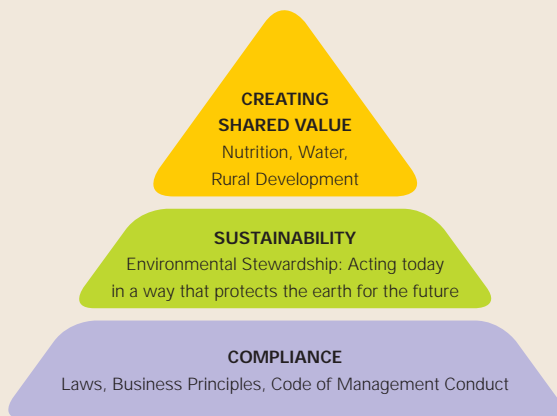 CREATING
SHARED VALUE
Nutrition, Water,
Rural Development
SUSTAINABILITY
Environmental Stewardship: Acting today
in a way that protects the earth for the future
COMPLIANCE
Laws, Business Principles, Code of Management Conduct